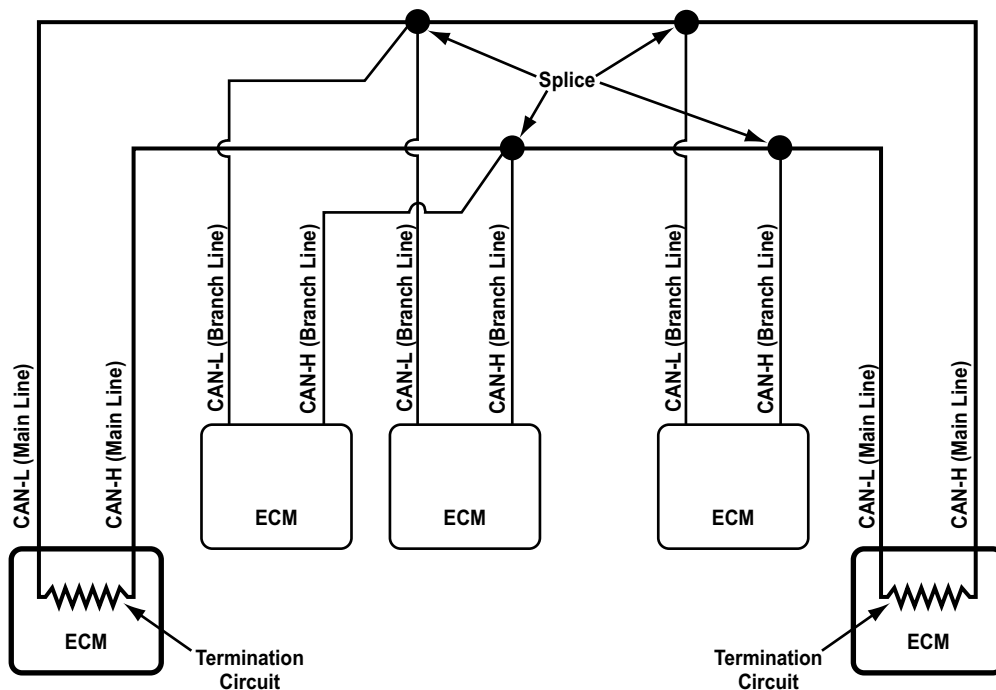 Splice
CAN-L (Main Line)
CAN-H (Main Line)
CAN-L (Branch Line)
CAN-H (Branch Line)
CAN-L (Branch Line)
CAN-H (Branch Line)
CAN-L (Branch Line)
CAN-H (Branch Line)
CAN-L (Main Line)
CAN-H (Main Line)
ECM
ECM
ECM
ECM
ECM
Termination
Circuit
Termination
Circuit